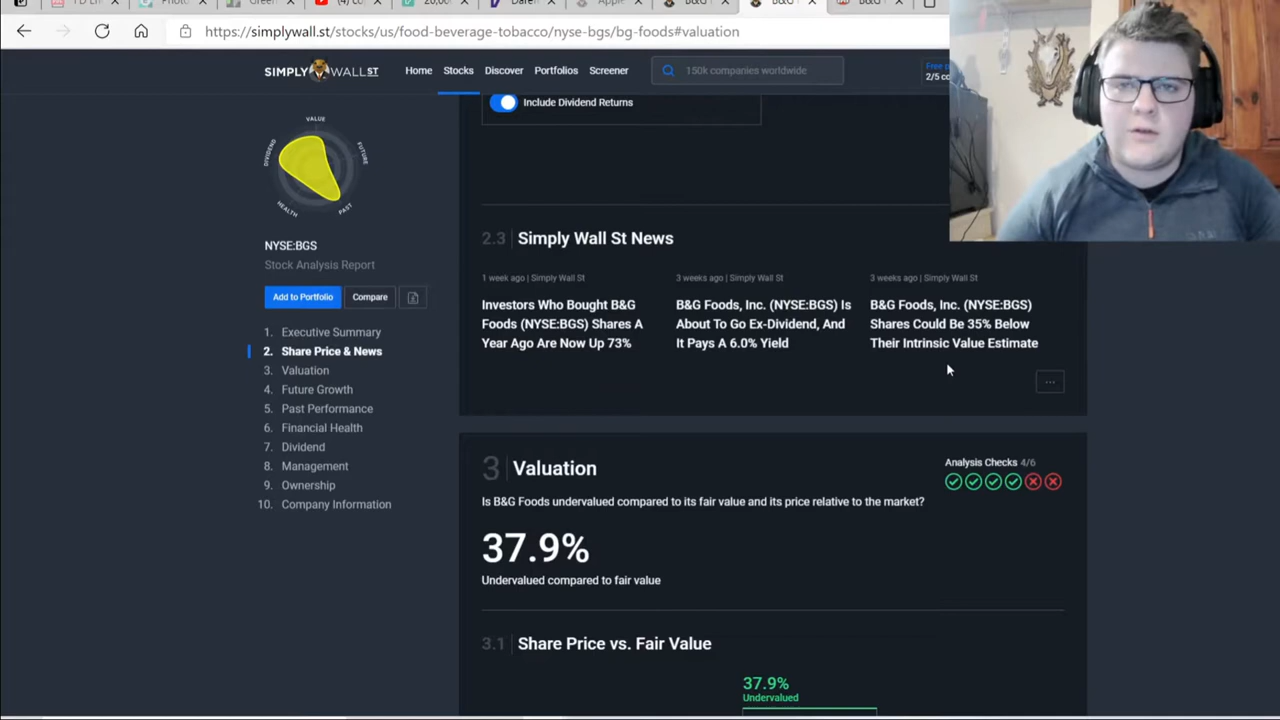 https://simplywall.st/stocks/us/food-beverage-tobacco/nyse-bgs/bg-foods#valuation
SIMPLY WALL ST
Home Stocks Discover Portfolios Screener
150k companies worldwide
2/5
Include Dividend Returns
VALUE
FUTURE
PAST
HEALTH
DIVIDEND
NYSE:BGS
Stock Analysis Report
Add to Portfolio Compare
1. Executive Summary
2. Share Price & News
3. Valuation
4. Future Growth
5. Past Performance
6. Financial Health
7. Dividend
8. Management
9. Ownership
10. Company Information
2.3 Simply Wall St News
1 week ago | Simply Wall St
Investors Who Bought B&G
Foods (NYSE:BGS) Shares A
Year Ago Are Now Up 73%
3 weeks ago | Simply Wall St
B&G Foods, Inc. (NYSE:BGS) Is
About To Go Ex-Dividend, And
It Pays A 6.0% Yield
3 weeks ago | Simply Wall St
B&G Foods, Inc. (NYSE:BGS)
Shares Could Be 35% Below
Their Intrinsic Value Estimate
...
3 Valuation
Analysis Checks 4/6
Is B&G Foods undervalued compared to its fair value and its price relative to the market?
37.9%
Undervalued compared to fair value
3.1 Share Price vs. Fair Value
37.9%
Undervalued